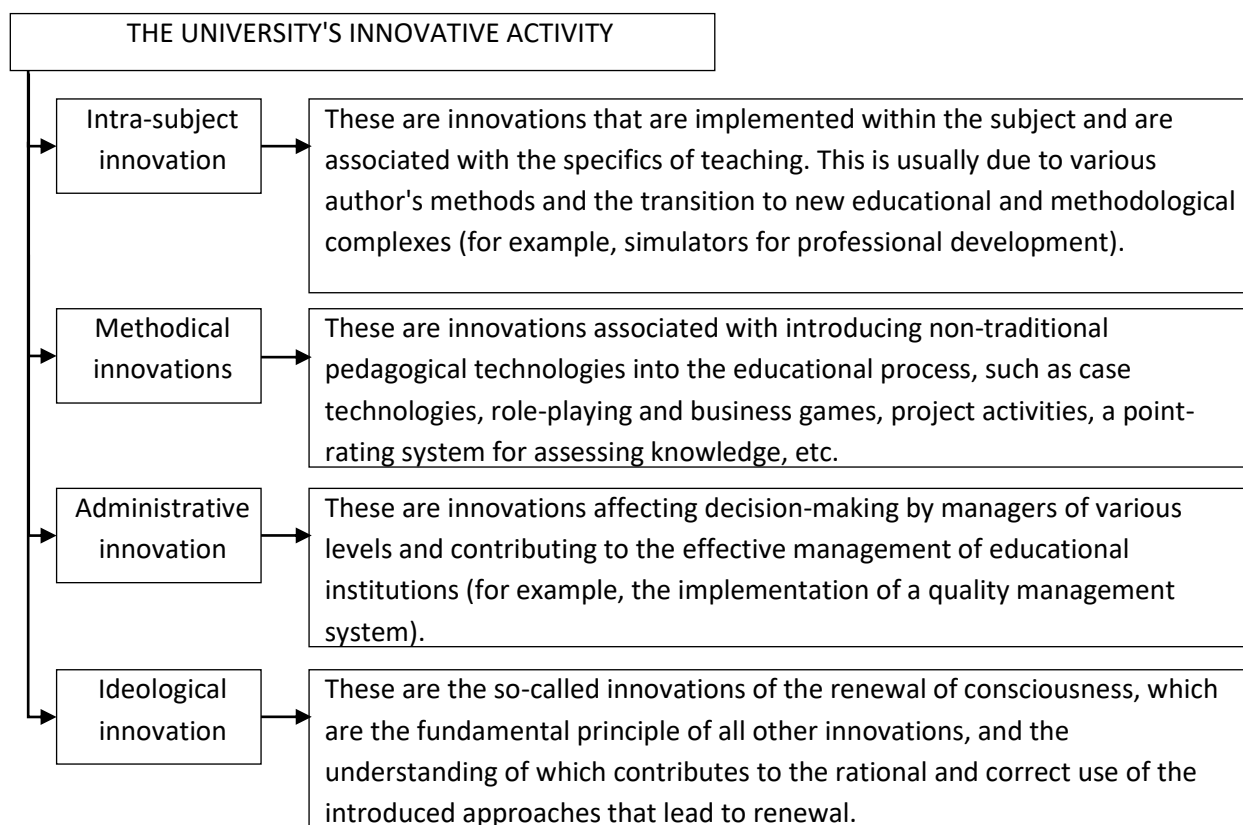 THE UNIVERSITY'S INNOVATIVE ACTIVITY
Intra-subject
innovation
These are innovations that are implemented within the subject and are
associated with the specifics of teaching. This is usually due to various
author's methods and the transition to new educational and methodological
complexes (for example, simulators for professional development).
Methodical
innovations
These are innovations associated with introducing non-traditional
pedagogical technologies into the educational process, such as case
technologies, role-playing and business games, project activities, a point-
rating system for assessing knowledge, etc.
Administrative
innovation
These are innovations affecting decision-making by managers of various
levels and contributing to the effective management of educational
institutions (for example, the implementation of a quality management
system).
Ideological
innovation
These are the so-called innovations of the renewal of consciousness, which
are the fundamental principle of all other innovations, and the
understanding of which contributes to the rational and correct use of the
introduced approaches that lead to renewal.